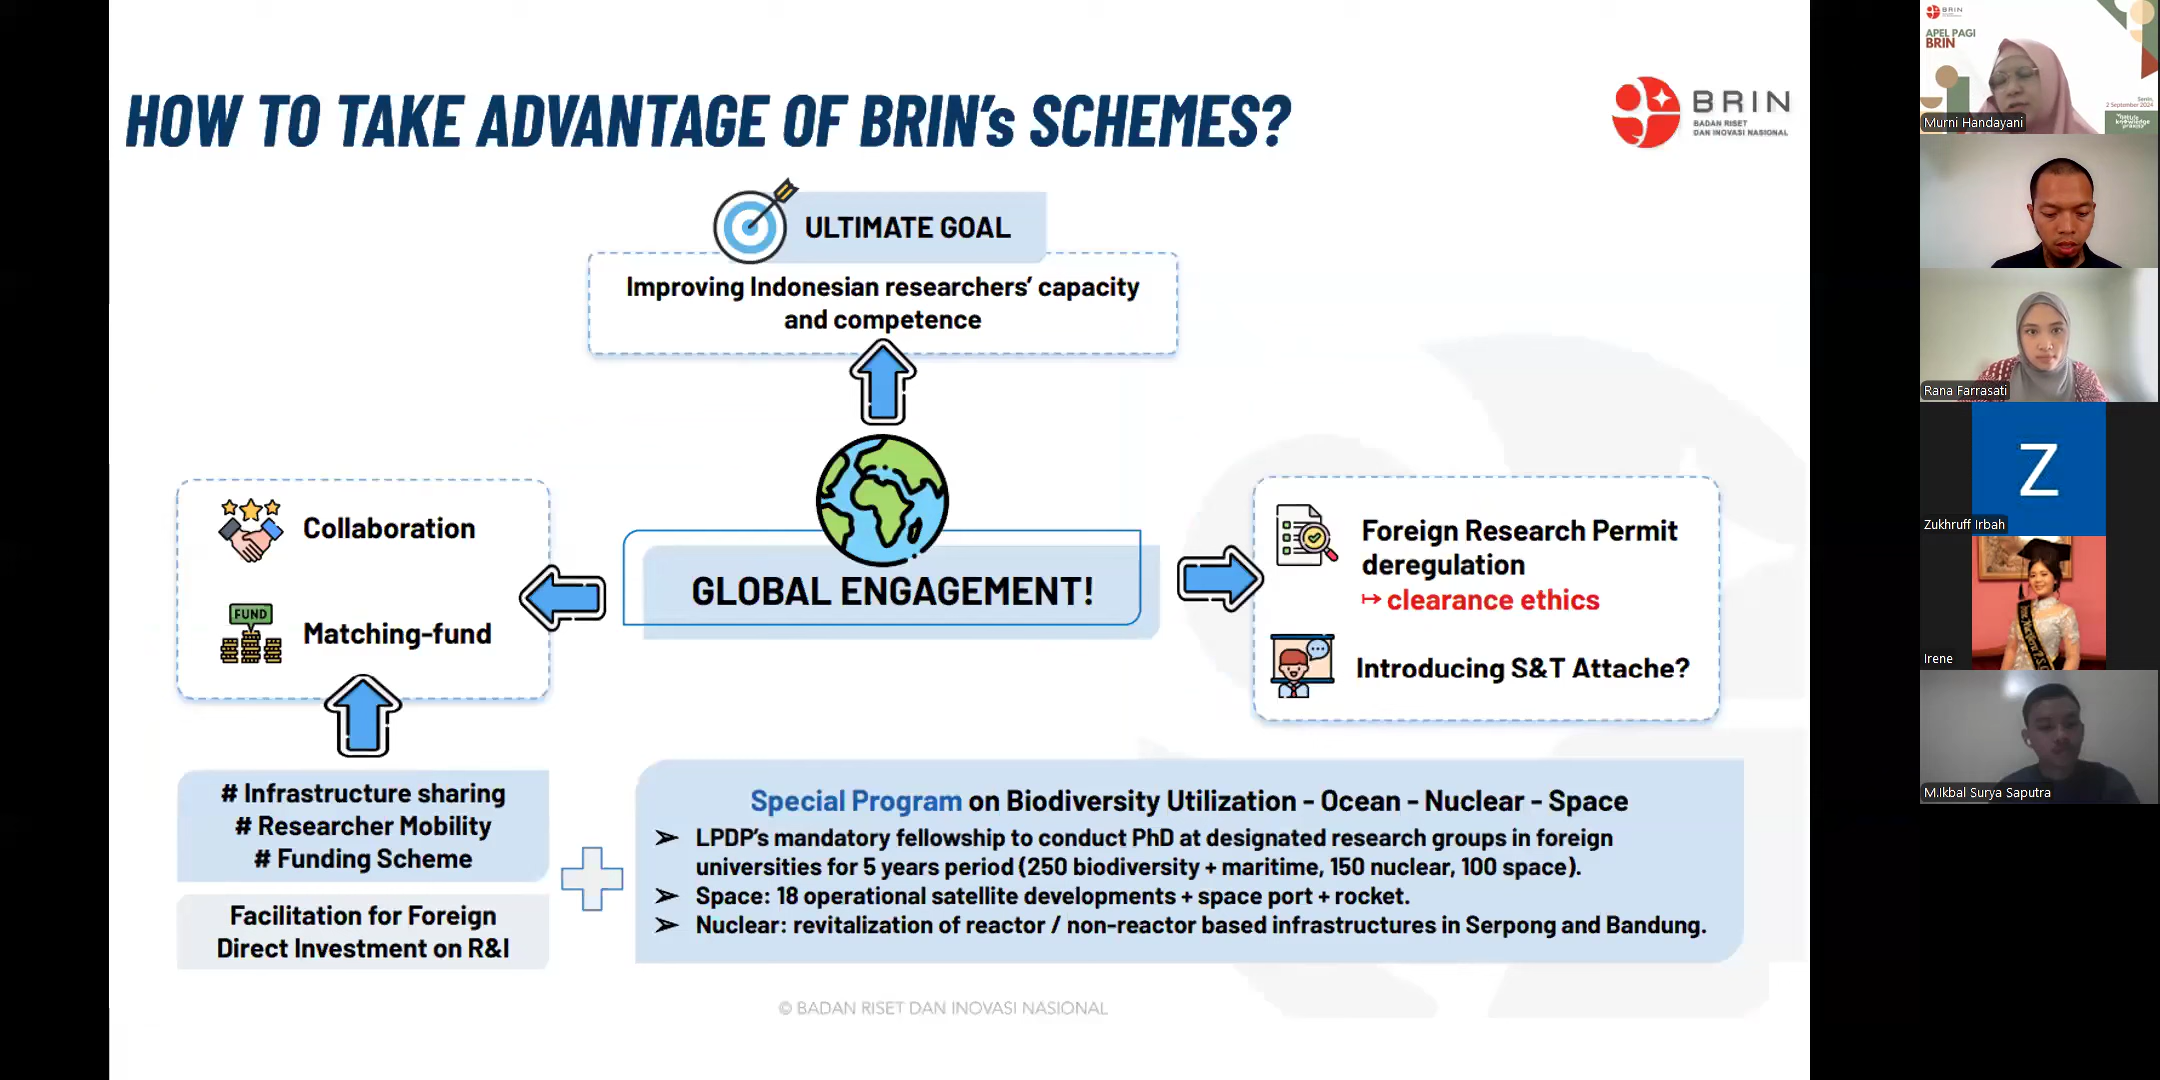 HOW TO TAKE ADVANTAGE OF BRIN's SCHEMES?
BRIN
BADAN RISET
DAN INOVASI NASIONAL
ULTIMATE GOAL
Improving Indonesian researchers' capacity
and competence
Collaboration
FUND
Matching-fund
GLOBAL ENGAGEMENT!
Foreign Research Permit
deregulation
↦ clearance ethics
Introducing S&T Attache?
# Infrastructure sharing
# Researcher Mobility
# Funding Scheme
Facilitation for Foreign
Direct Investment on R&I
Special Program on Biodiversity Utilization - Ocean - Nuclear - Space
➢ LPDP's mandatory fellowship to conduct PhD at designated research groups in foreign
universities for 5 years period (250 biodiversity + maritime, 150 nuclear, 100 space).
➢ Space: 18 operational satellite developments + space port + rocket.
➢ Nuclear: revitalization of reactor / non-reactor based infrastructures in Serpong and Bandung.
© BADAN RISET DAN INOVASI NASIONAL
BRIN
APEL PAGI
BRIN
Senin,
2 September 2024
Murni Handayani
Rana Farrasati
Z
Zukhruff Irbah
Irene
M.Ikbal Surya Saputra